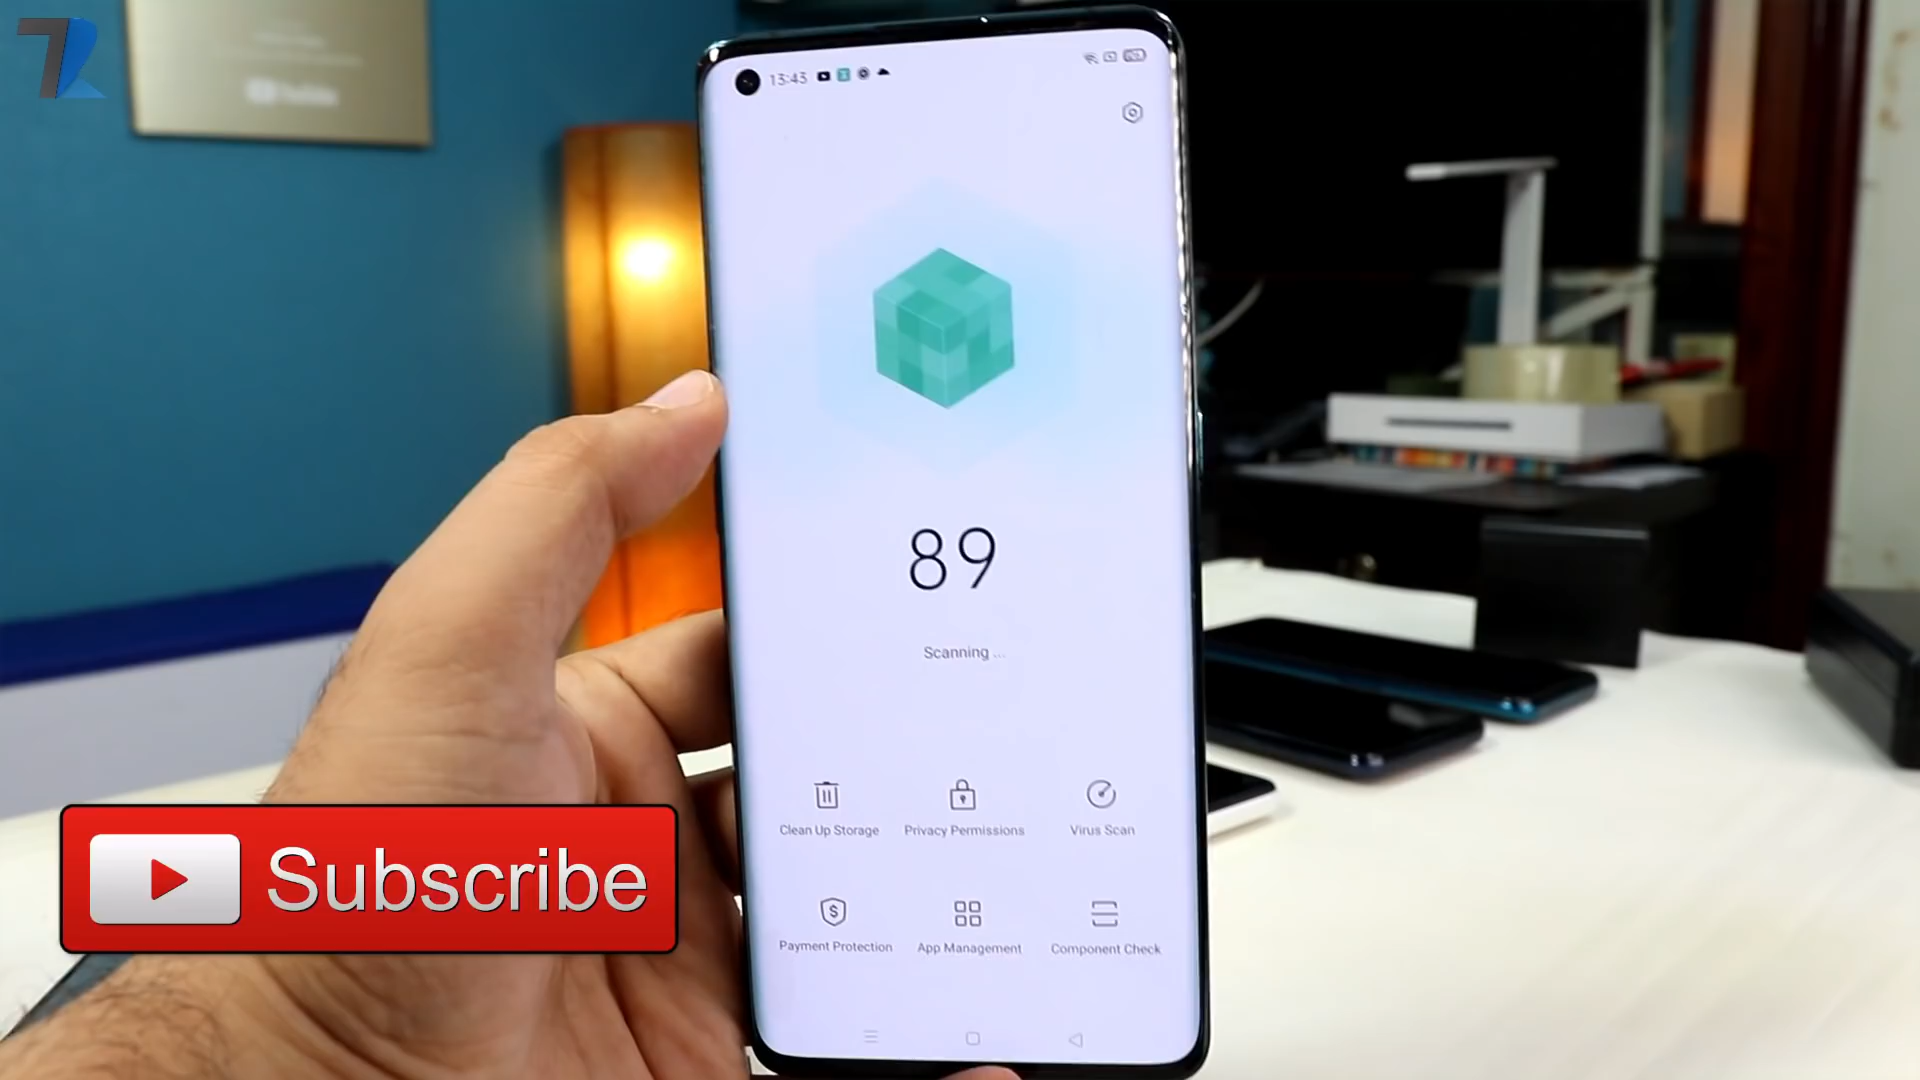 13:43
89
Scanning ...
Clean Up Storage
Privacy Permissions
Virus Scan
Payment Protection
App Management
Component Check
Subscribe